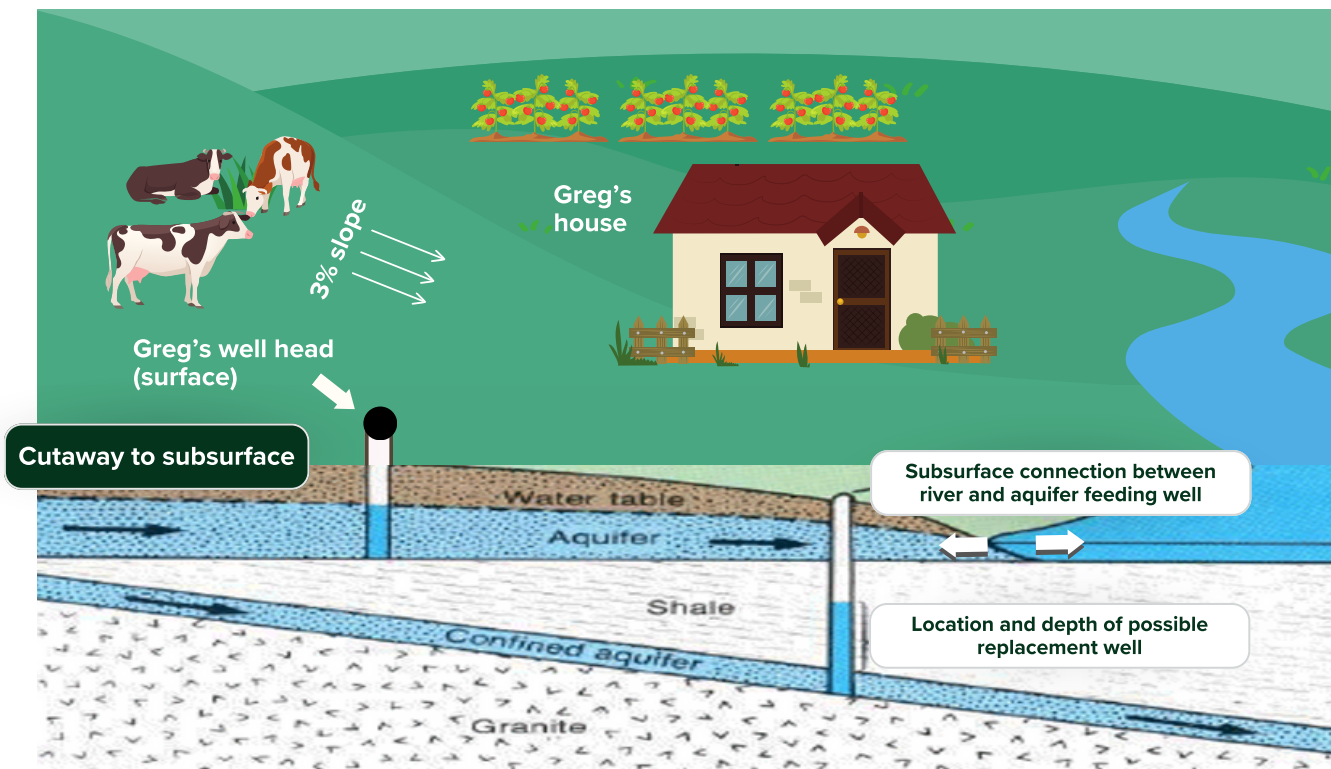 Greg's
house
3% slope
Greg's well head
(surface)
Cutaway to subsurface
Subsurface connection between
river and aquifer feeding well
Water table
Aquifer
Shale
Location and depth of possible
replacement well
Confined aquifer
Granite